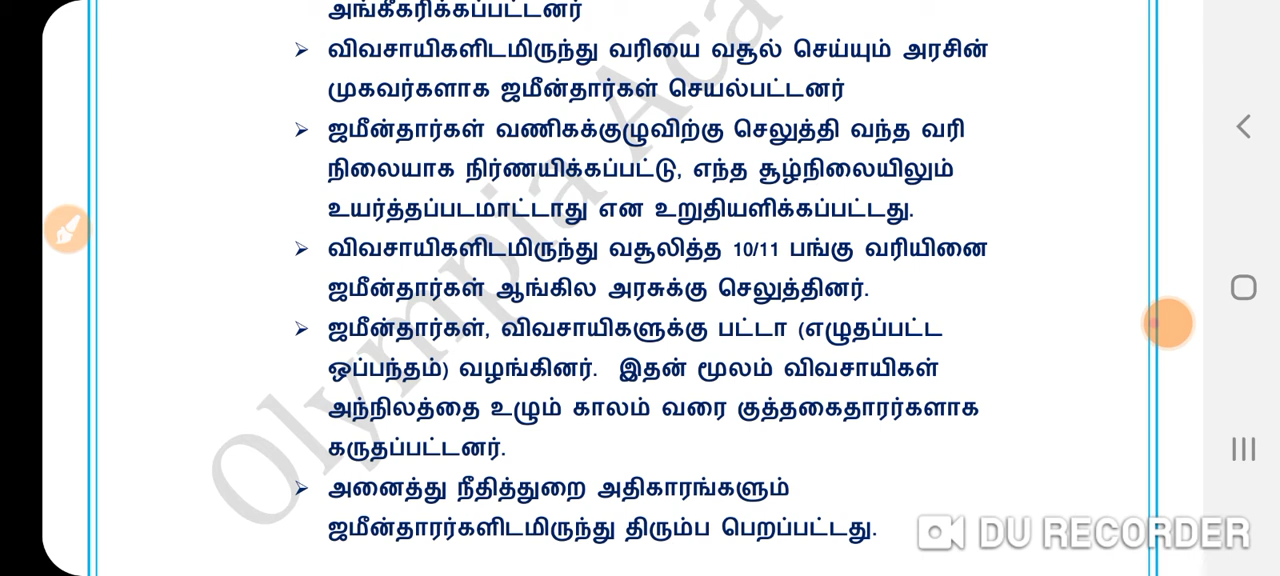 அங்கீகரிக்கப்பட்டனர்
➢ விவசாயிகளிடமிருந்து வரியை வசூல் செய்யும் அரசின்
முகவர்களாக ஜமீன்தார்கள் செயல்பட்டனர்
➢ ஜமீன்தார்கள் வணிகக்குழுவிற்கு செலுத்தி வந்த வரி
நிலையாக நிர்ணயிக்கப்பட்டு, எந்த சூழ்நிலையிலும்
உயர்த்தப்படமாட்டாது என உறுதியளிக்கப்பட்டது.
➢ விவசாயிகளிடமிருந்து வசூலித்த 10/11 பங்கு வரியினை
ஜமீன்தார்கள் ஆங்கில அரசுக்கு செலுத்தினர்.
➢ ஜமீன்தார்கள், விவசாயிகளுக்கு பட்டா (எழுதப்பட்ட
ஒப்பந்தம்) வழங்கினர். இதன் மூலம் விவசாயிகள்
அந்நிலத்தை உழும் காலம் வரை குத்தகைதாரர்களாக
கருதப்பட்டனர்.
➢ அனைத்து நீதித்துறை அதிகாரங்களும்
ஜமீன்தாரர்களிடமிருந்து திரும்ப பெறப்பட்டது.
Olympia Aca
DU RECORDER